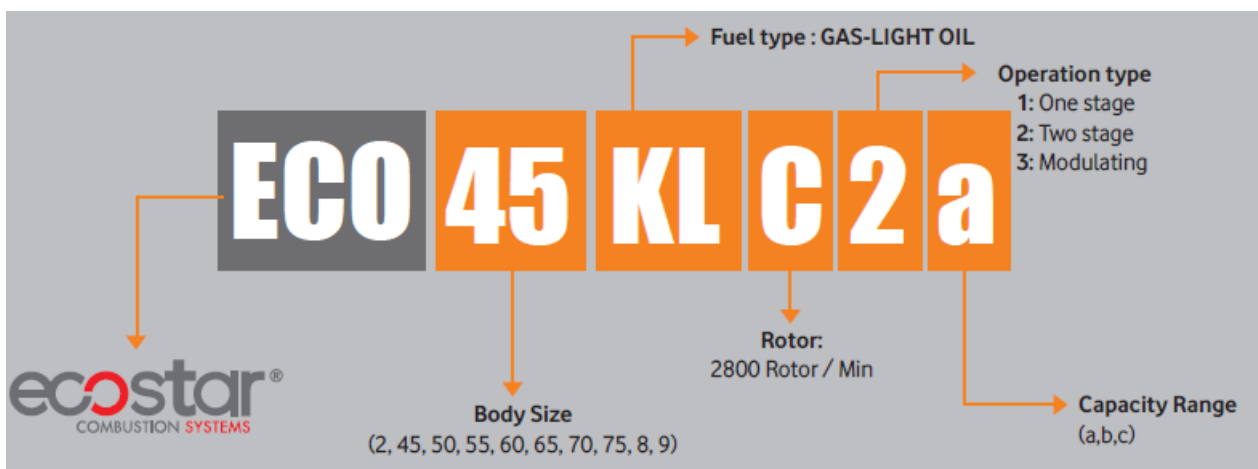 Fuel type : GAS-LIGHT OIL
Operation type
1: One stage
2: Two stage
3: Modulating
ECO 45 KL C 2 a
Rotor:
2800 Rotor / Min
ecostar®
COMBUSTION SYSTEMS
Body Size
(2, 45, 50, 55, 60, 65, 70, 75, 8, 9)
Capacity Range
(a,b,c)